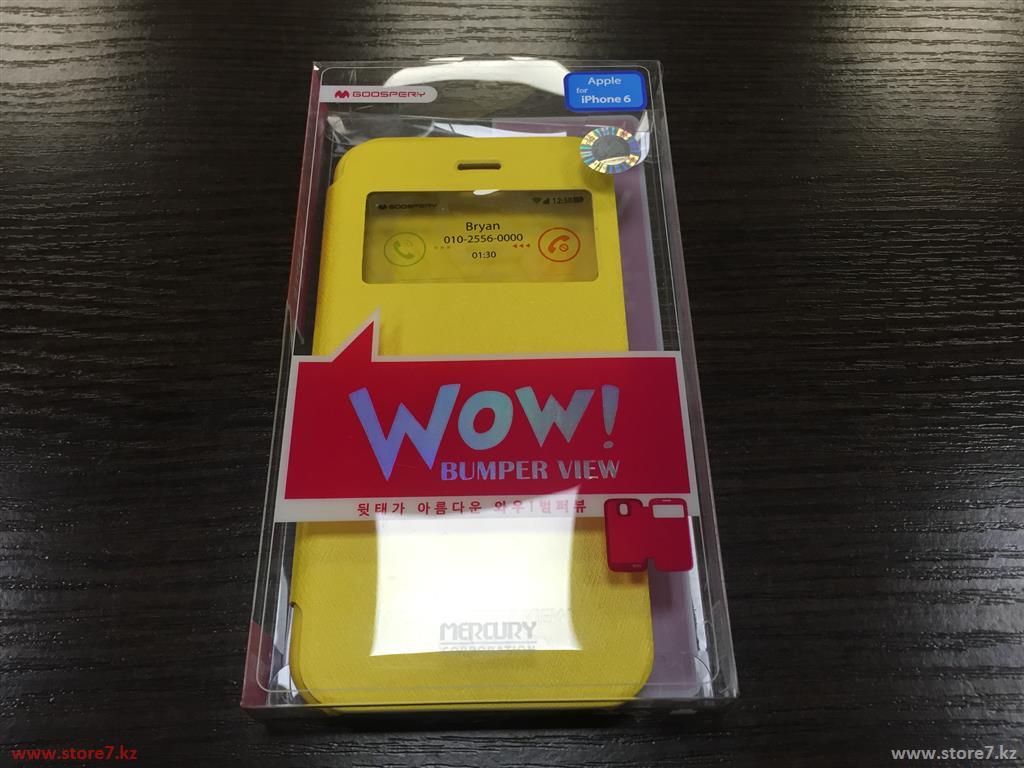 GOOSPERY
Apple
for
iPhone 6
GOOSPERY
12:58
Bryan
010-2556-0000
01:30
WOW!
BUMPER VIEW
뒷태가 아름다운 와우!범퍼뷰
MERCURY
CORPORATION
www.store7.kz
www.store7.kz